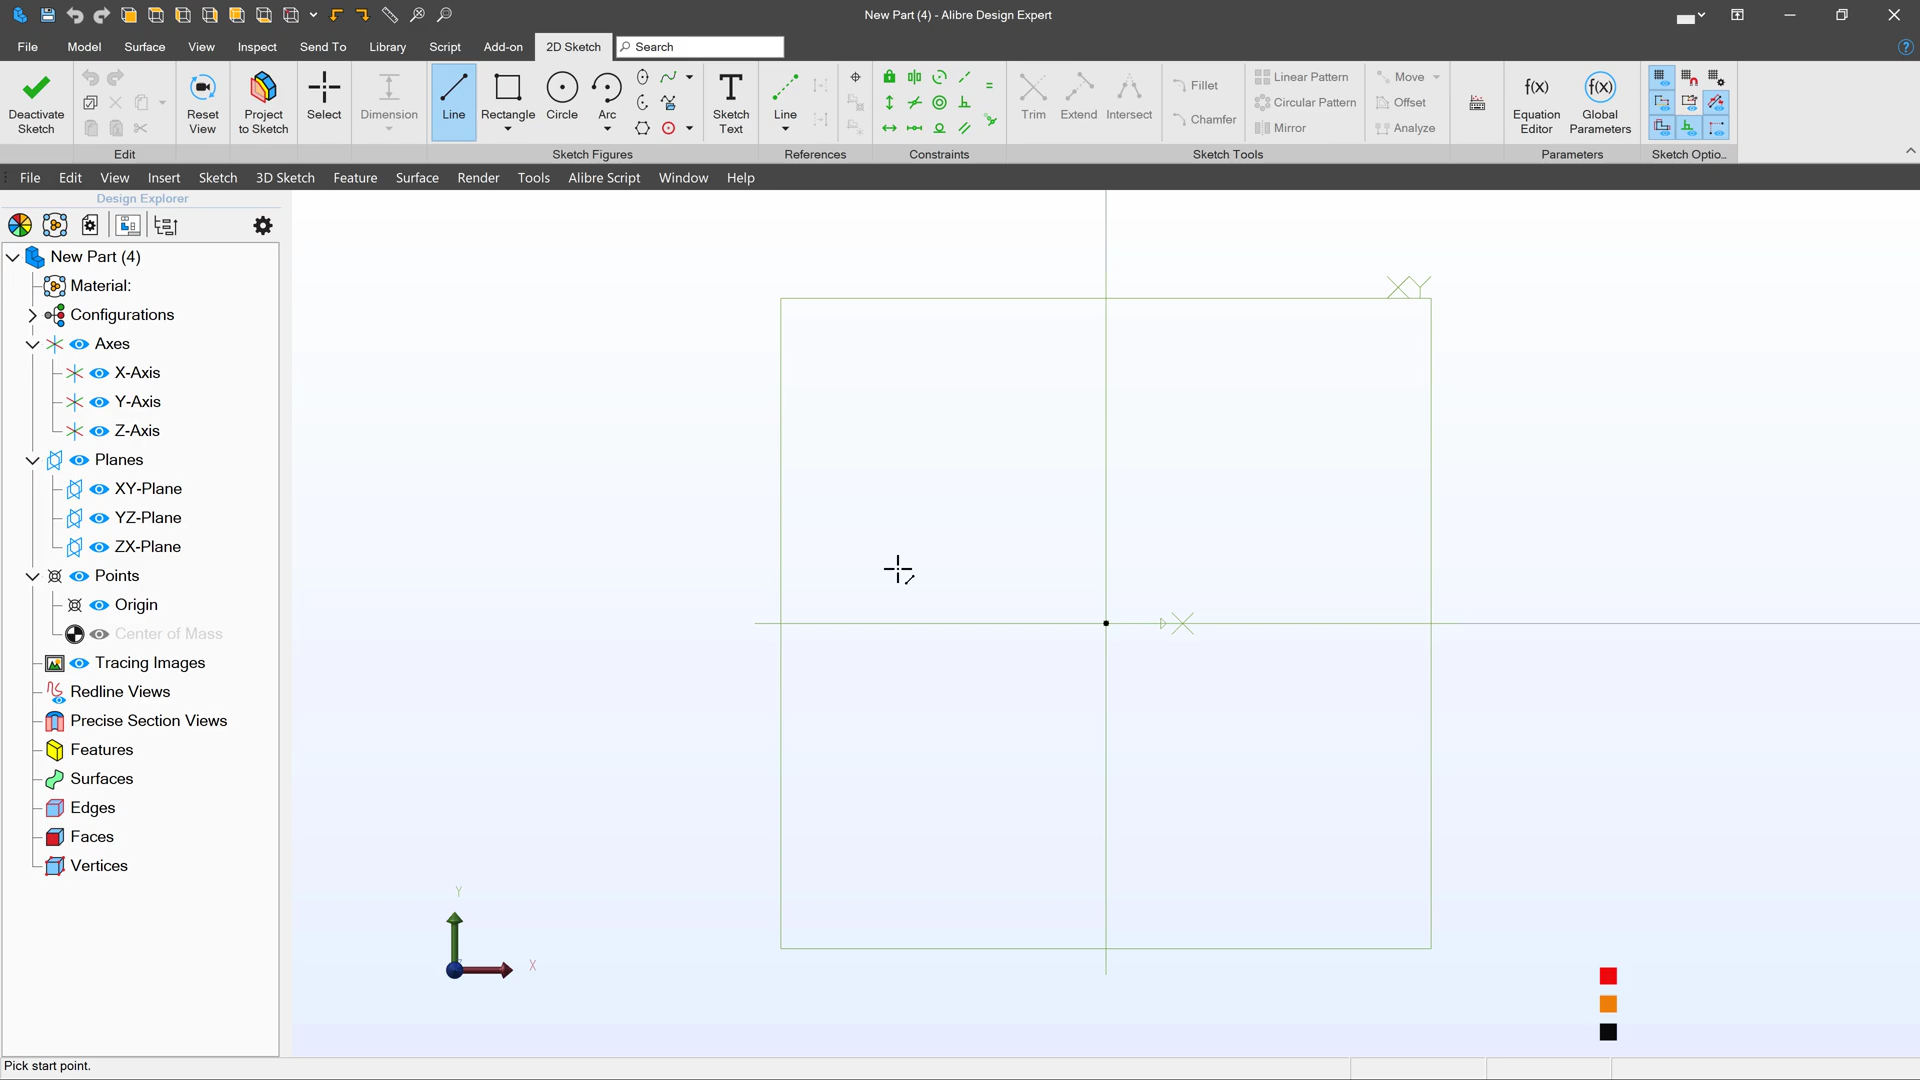 New Part (4) - Alibre Design Expert
File Model Surface View Inspect Send To Library Script Add-on 2D Sketch Search
Deactivate Sketch
Reset View
Project to Sketch
Select
Dimension
Line
Rectangle
Circle
Arc
Sketch Text
Line
Trim
Extend
Intersect
Fillet
Chamfer
Linear Pattern
Circular Pattern
Mirror
Move
Offset
Analyze
Equation Editor
Global Parameters
Edit
Sketch Figures
References
Constraints
Sketch Tools
Parameters
Sketch Optio...
File Edit View Insert Sketch 3D Sketch Feature Surface Render Tools Alibre Script Window Help
Design Explorer
New Part (4)
Material:
Configurations
Axes
X-Axis
Y-Axis
Z-Axis
Planes
XY-Plane
YZ-Plane
ZX-Plane
Points
Origin
Center of Mass
Tracing Images
Redline Views
Precise Section Views
Features
Surfaces
Edges
Faces
Vertices
XY
X
Y
X
Pick start point.